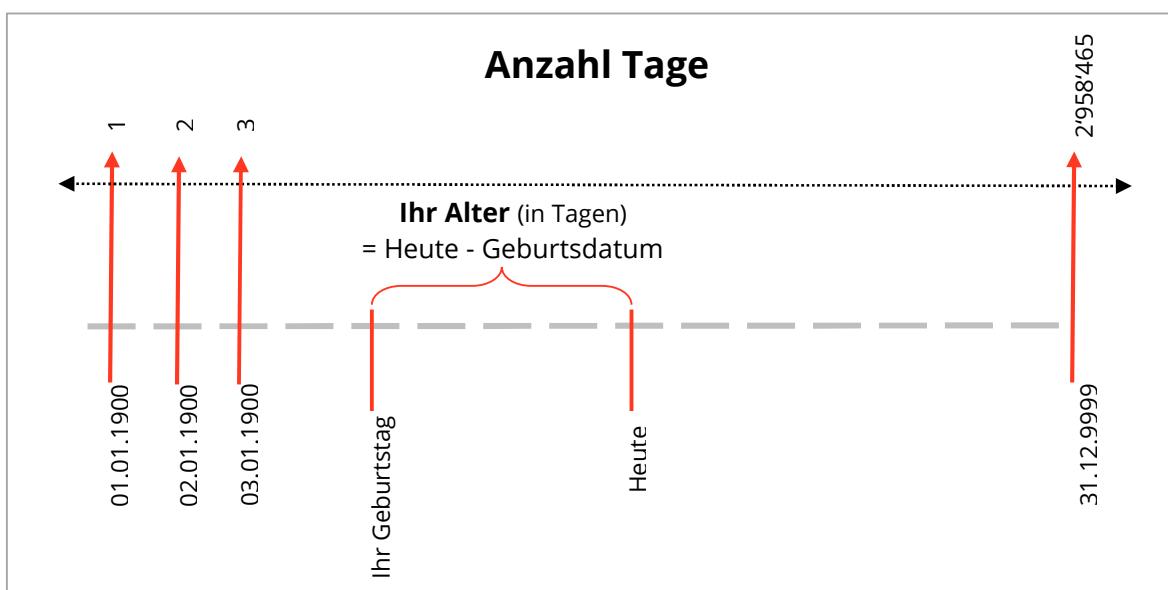 Anzahl Tage
1
2
3
2‘958‘465
Ihr Alter (in Tagen)
= Heute - Geburtsdatum
01.01.1900
02.01.1900
03.01.1900
Ihr Geburtstag
Heute
31.12.9999